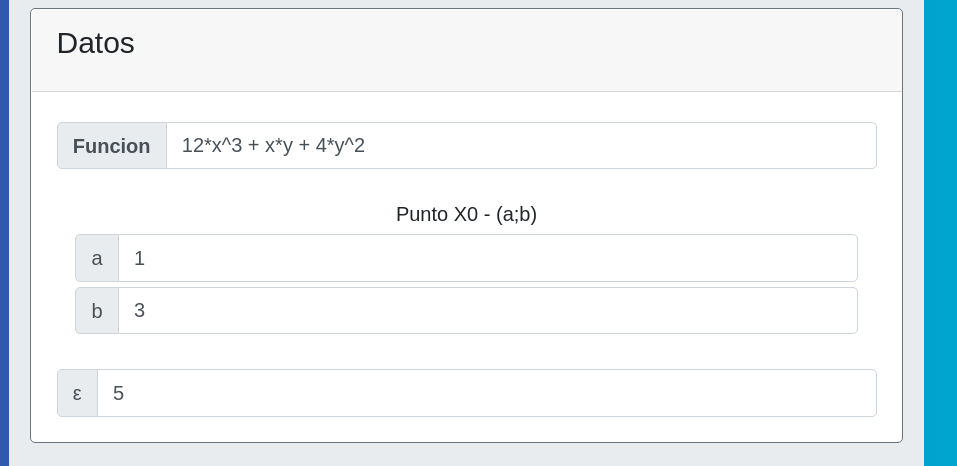 Datos
Funcion 12*x^3 + x*y + 4*y^2
Punto X0 - (a;b)
a 1
b 3
ε 5